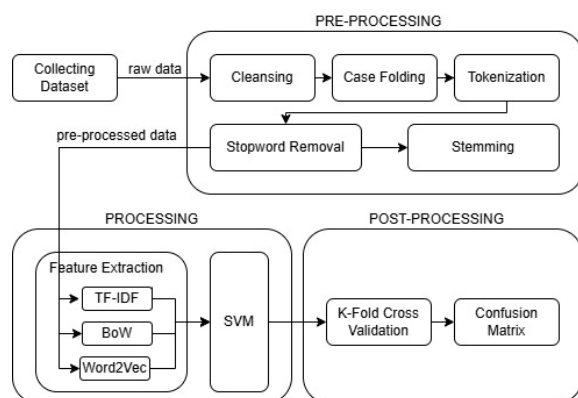 PRE-PROCESSING
Collecting
Dataset
raw data
Cleansing
Case Folding
Tokenization
pre-processed data
Stopword Removal
Stemming
PROCESSING
POST-PROCESSING
Feature Extraction
TF-IDF
BoW
Word2Vec
SVM
K-Fold Cross
Validation
Confusion
Matrix